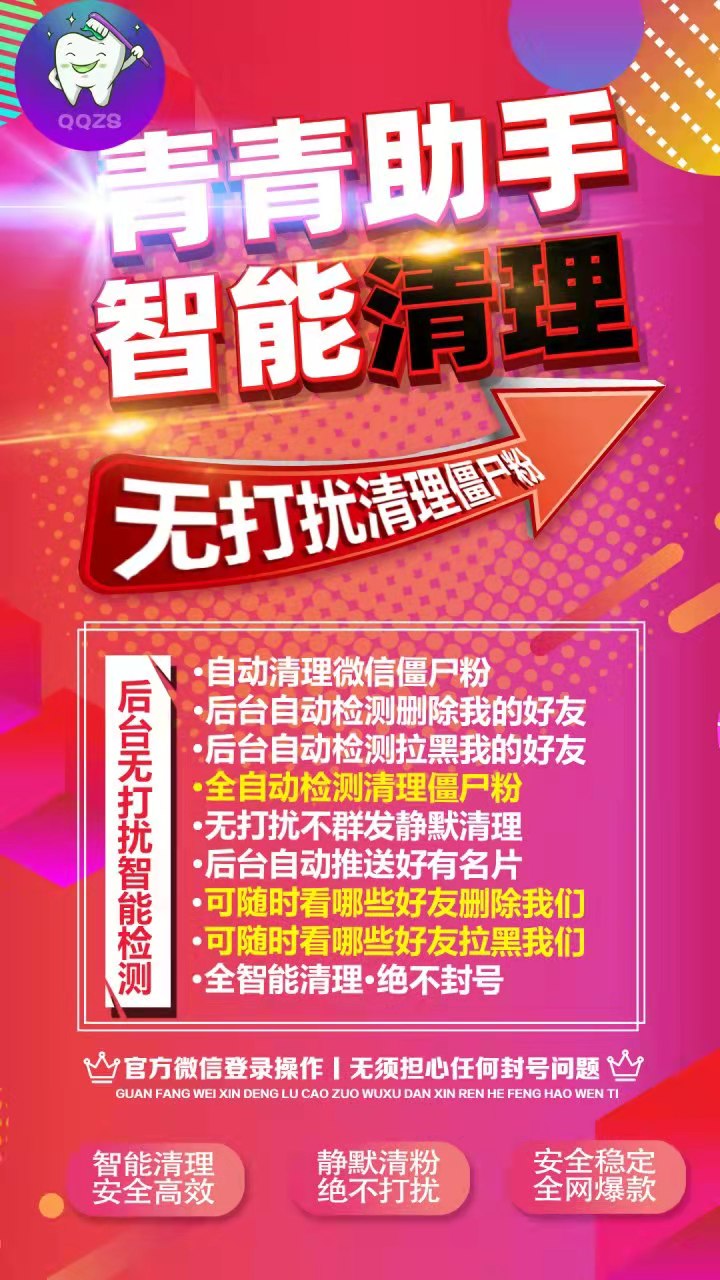 QQZS
青青助手
智能清理
无打扰清理僵尸粉
后台无打扰智能检测
·自动清理微信僵尸粉
·后台自动检测删除我的好友
·后台自动检测拉黑我的好友
·全自动检测清理僵尸粉
·无打扰不群发静默清理
·后台自动推送好有名片
·可随时看哪些好友删除我们
·可随时看哪些好友拉黑我们
·全智能清理·绝不封号
官方微信登录操作丨无须担心任何封号问题
GUAN FANG WEI XIN DENG LU CAO ZUO WUXU DAN XIN REN HE FENG HAO WEN TI
智能清理
安全高效
静默清粉
绝不打扰
安全稳定
全网爆款